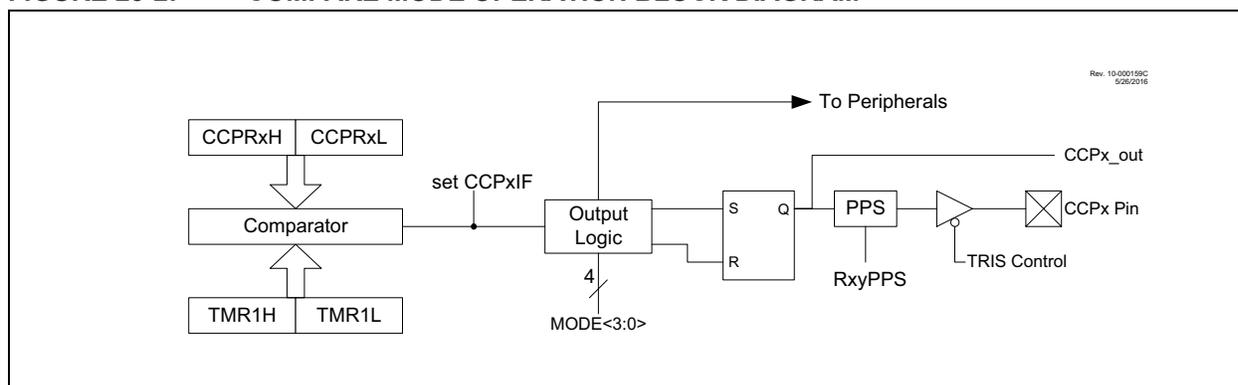 Rev. 10-000159C
5/26/2016
To Peripherals
CCPRxH CCPRxL
CCPx_out
set CCPxIF
Comparator
Output
Logic
S Q
R
PPS
CCPx Pin
TRIS Control
RxyPPS
4
TMR1H TMR1L
MODE<3:0>